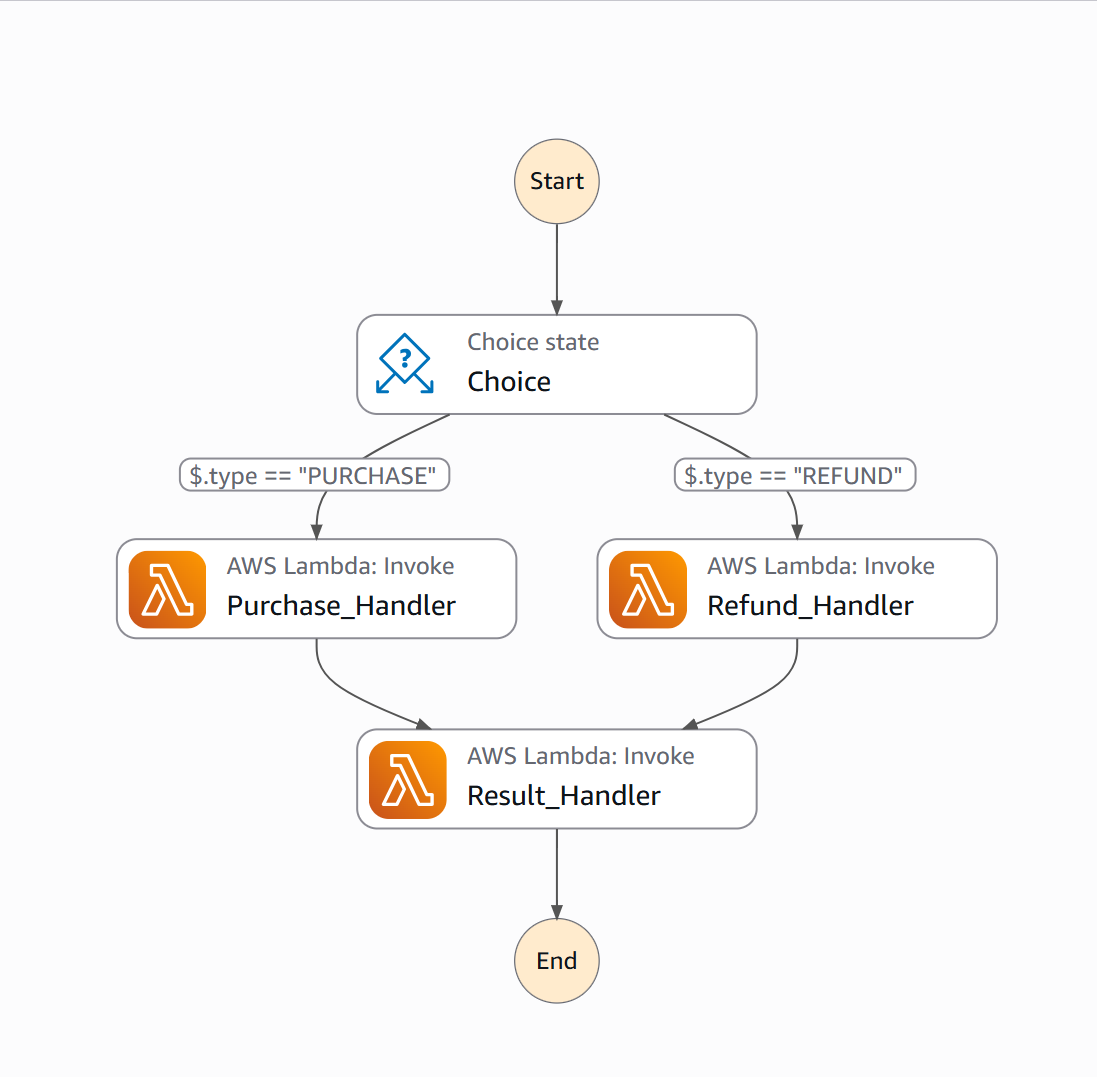 Start
Choice state
Choice
?
$.type == "PURCHASE"
$.type == "REFUND"
AWS Lambda: Invoke
Purchase_Handler
AWS Lambda: Invoke
Refund_Handler
AWS Lambda: Invoke
Result_Handler
End